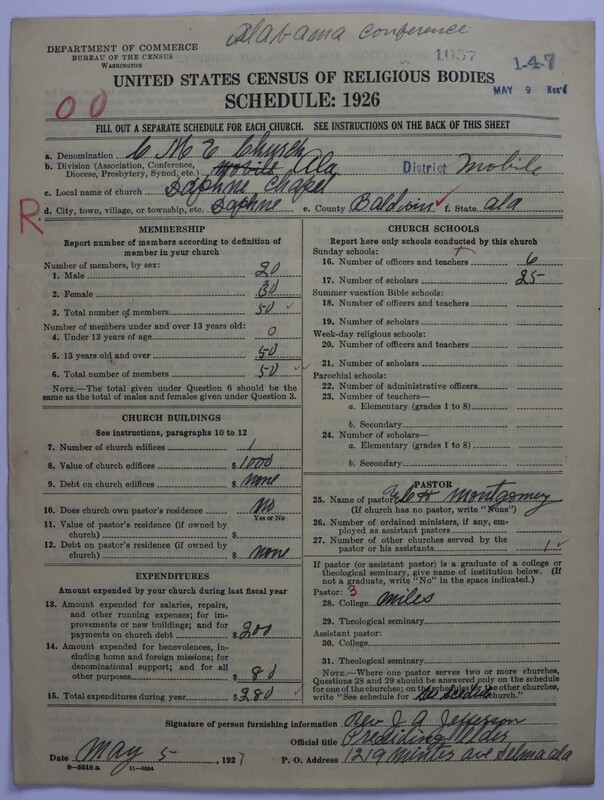 Alabama Conference
DEPARTMENT OF COMMERCE
BUREAU OF THE CENSUS
WASHINGTON
1057
1-4-7
MAY 9 Rec'd
UNITED STATES CENSUS OF RELIGIOUS BODIES
SCHEDULE: 1926
00
FILL OUT A SEPARATE SCHEDULE FOR EACH CHURCH. SEE INSTRUCTIONS ON THE BACK OF THIS SHEET
a. Denomination C M E Church
b. Division (Association, Conference, Diocese, Presbytery, Synod, etc.) Mobile Ala District Mobile
c. Local name of church Daphne Chapel
R.
d. City, town, village, or township, etc. Daphne e. County Baldwin f. State Ala
MEMBERSHIP
Report number of members according to definition of
member in your church
Number of members, by sex:
1. Male 20
2. Female 30
3. Total number of members 50
Number of members under and over 13 years old:
4. Under 13 years of age 0
5. 13 years old and over 50
6. Total number of members 50
NOTE.—The total given under Question 6 should be the
same as the total of males and females given under Question 3.
CHURCH BUILDINGS
See instructions, paragraphs 10 to 12
7. Number of church edifices 1
8. Value of church edifices $ 1000
9. Debt on church edifices $ none
10. Does church own pastor's residence? No
Yes or No
11. Value of pastor's residence (if owned by
church) $
12. Debt on pastor's residence (if owned by
church) $ none
EXPENDITURES
Amount expended by your church during last fiscal year
13. Amount expended for salaries, repairs,
and other running expenses; for im-
provements or new buildings; and for
payments on church debt $ 200
14. Amount expended for benevolences, in-
cluding home and foreign missions; for
denominational support; and for all
other purposes $ 80
15. Total expenditures during year $ 280
CHURCH SCHOOLS
Report here only schools conducted by this church
Sunday schools:
16. Number of officers and teachers 6
17. Number of scholars 25
Summer vacation Bible schools:
18. Number of officers and teachers
19. Number of scholars
Week-day religious schools:
20. Number of officers and teachers
21. Number of scholars
Parochial schools:
22. Number of administrative officers
23. Number of teachers—
a. Elementary (grades 1 to 8)
b. Secondary
24. Number of scholars—
a. Elementary (grades 1 to 8)
b. Secondary
PASTOR
25. Name of pastor Montgomery
(If church has no pastor, write "None")
26. Number of ordained ministers, if any, em-
ployed as assistant pastors
27. Number of other churches served by the
pastor or his assistants 1
If pastor (or assistant pastor) is a graduate of a college or
theological seminary, give name of institution below. (If
not a graduate, write "No" in the space indicated.)
Pastor: 3
28. College Miles
29. Theological seminary
Assistant pastor:
30. College
31. Theological seminary
NOTE.—Where one pastor serves two or more churches,
Questions 28 and 29 should be answered only on the schedule
for one of the churches; on the schedules for the other churches,
write "See schedule for church."
Signature of person furnishing information Rev J. A. Jefferson
Official title Presiding Elder
Date May 5, 1927 P. O. Address 1219 Minter ave Selma ala
8-5518 a 11-9064